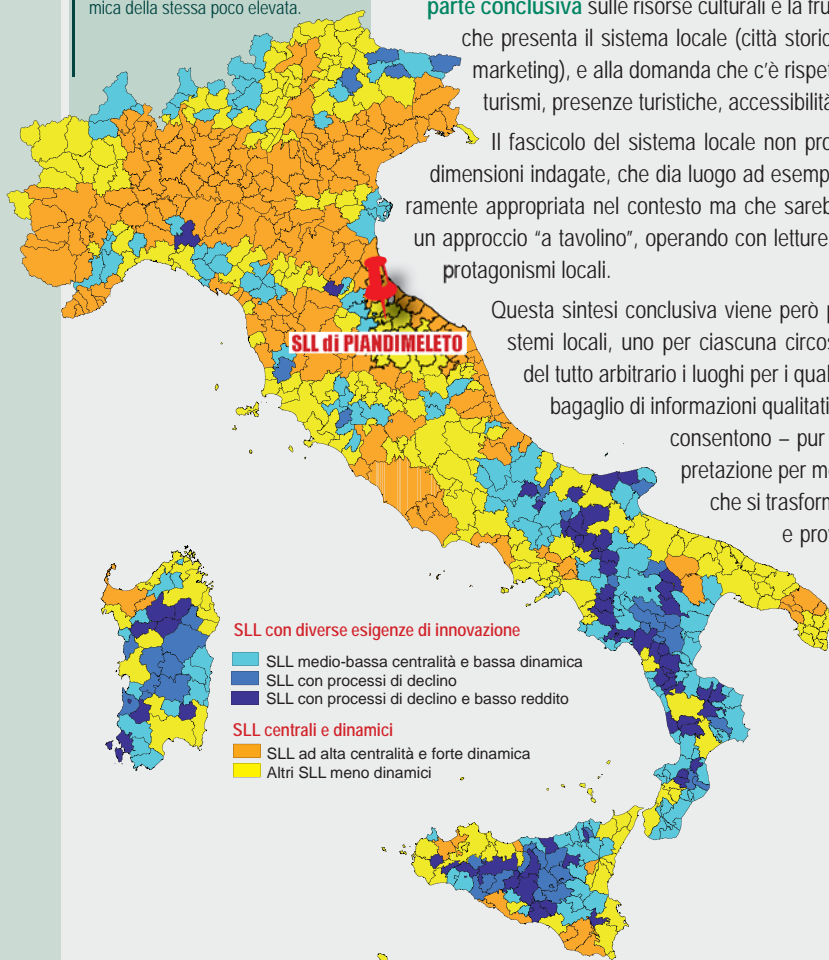 mica della stessa poco elevata.
parte conclusiva sulle risorse culturali e la fru
che presenta il sistema locale (città storic
marketing), e alla domanda che c'è rispet
turismi, presenze turistiche, accessibilità
Il fascicolo del sistema locale non pro
dimensioni indagate, che dia luogo ad esemp
ramente appropriata nel contesto ma che sareb
un approccio "a tavolino", operando con letture
protagonismi locali.
Questa sintesi conclusiva viene però p
stemi locali, uno per ciascuna circos
del tutto arbitrario i luoghi per i qual
bagaglio di informazioni qualitati
consentono – pur
pretazione per m
che si trasform
e prot
SLL di PIANDIMELETO
SLL con diverse esigenze di innovazione
SLL medio-bassa centralità e bassa dinamica
SLL con processi di declino
SLL con processi di declino e basso reddito
SLL centrali e dinamici
SLL ad alta centralità e forte dinamica
Altri SLL meno dinamici